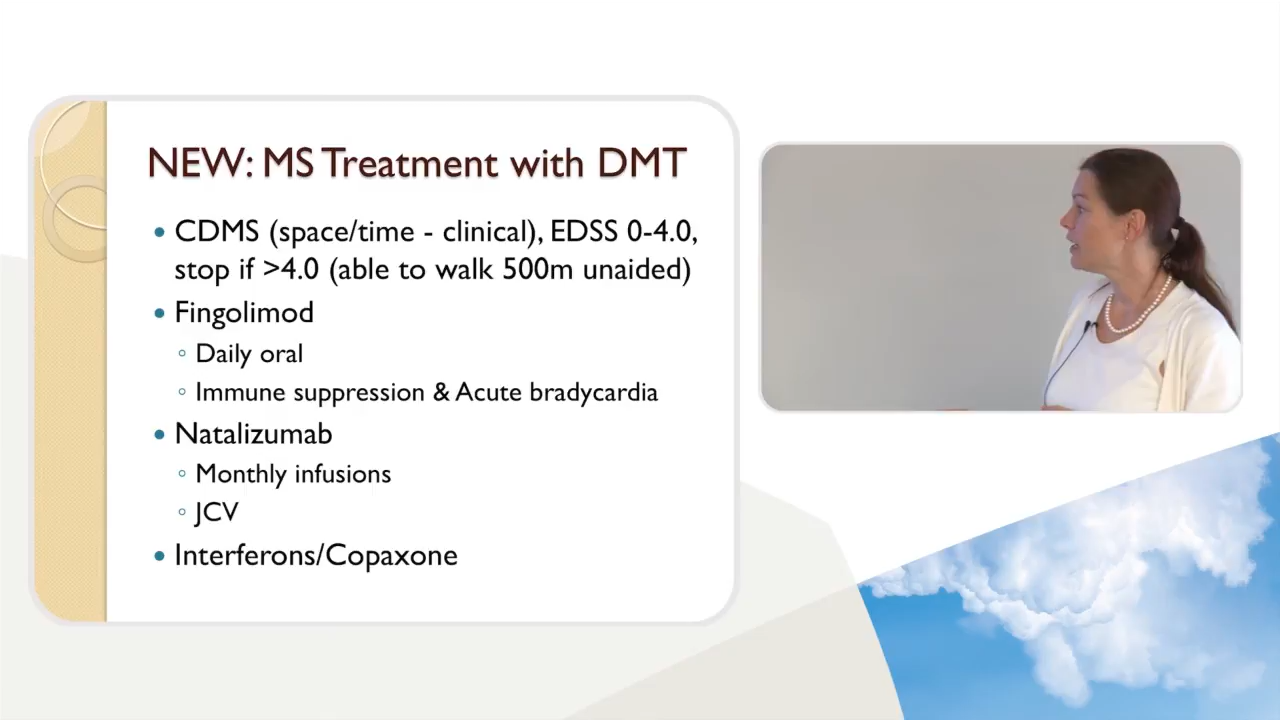 NEW: MS Treatment with DMT
• CDMS (space/time - clinical), EDSS 0-4.0,
stop if >4.0 (able to walk 500m unaided)
• Fingolimod
◦ Daily oral
◦ Immune suppression & Acute bradycardia
• Natalizumab
◦ Monthly infusions
◦ JCV
• Interferons/Copaxone